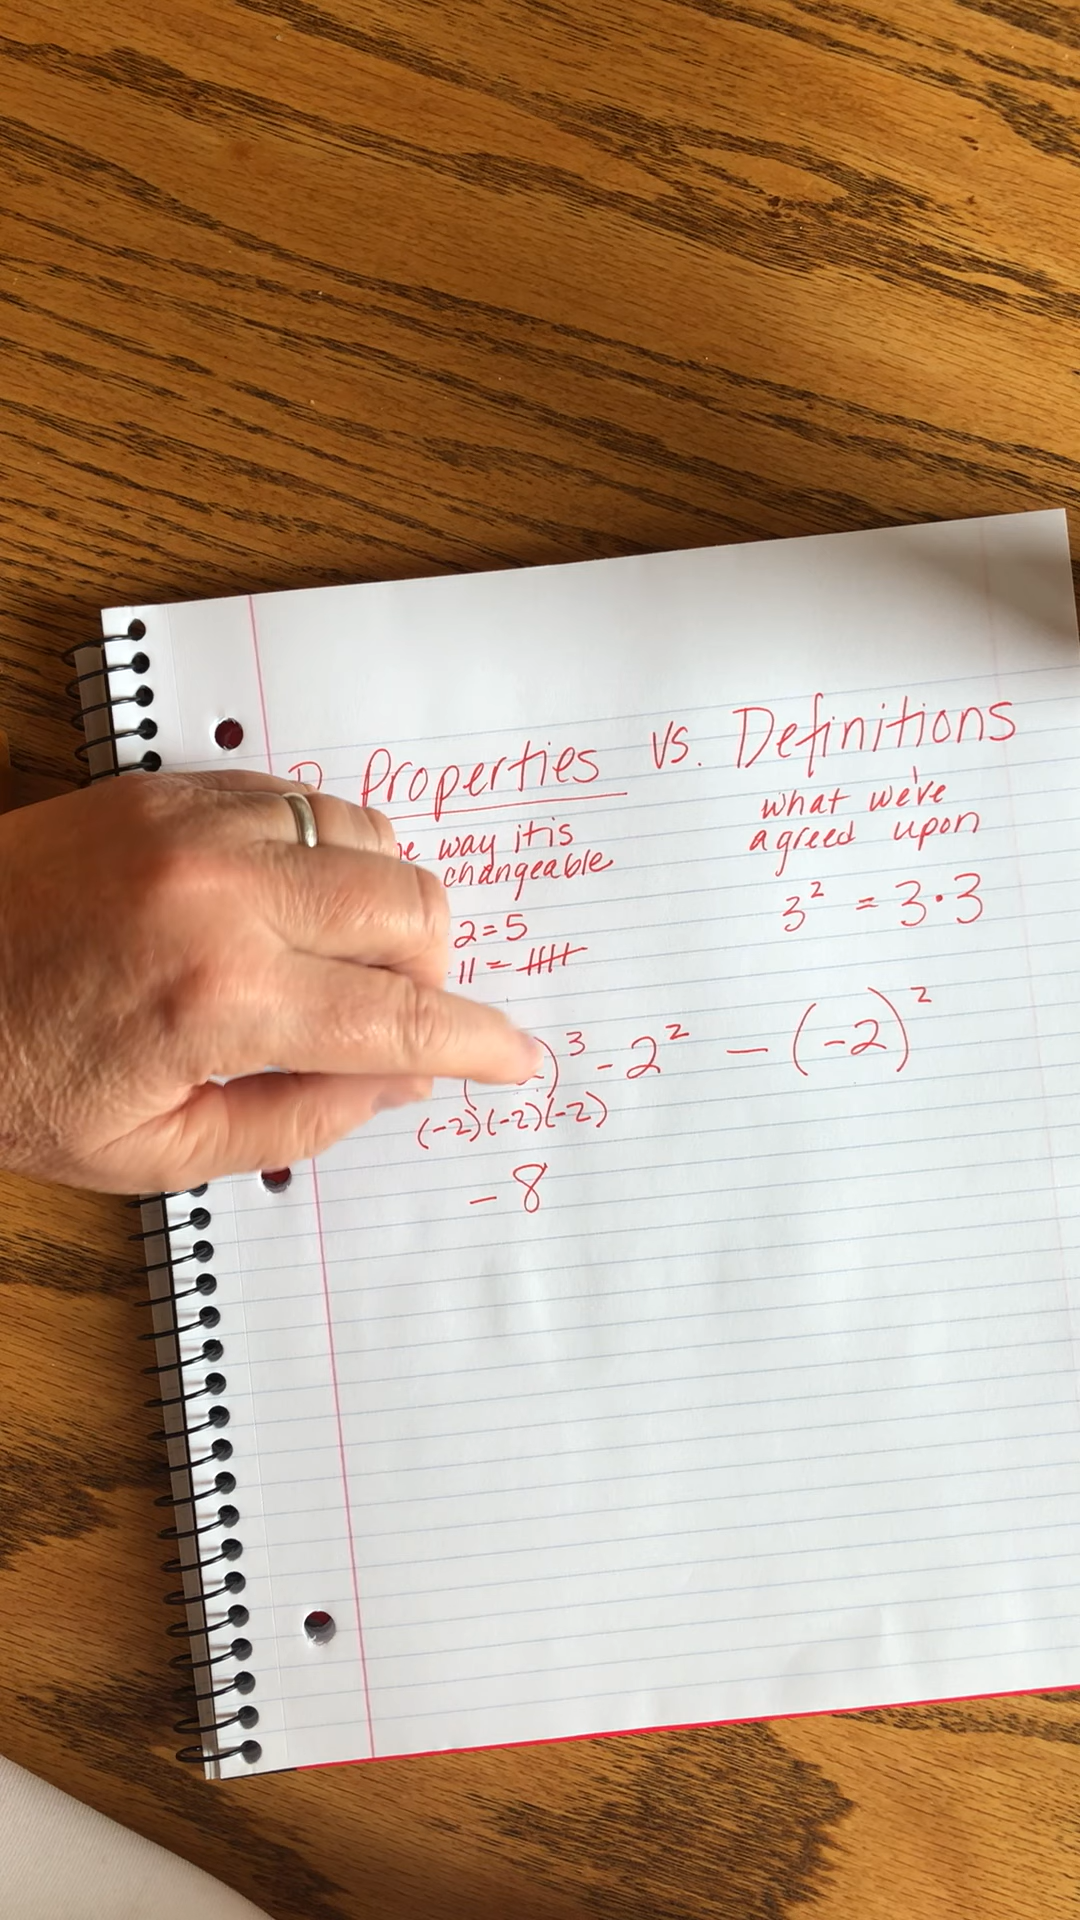 Properties vs. Definitions
way it is
changeable
what we've
agreed upon
2=5
11 = 卌
3² = 3·3
)³ -2² - (-2)²
(-2)(-2)(-2)
-8